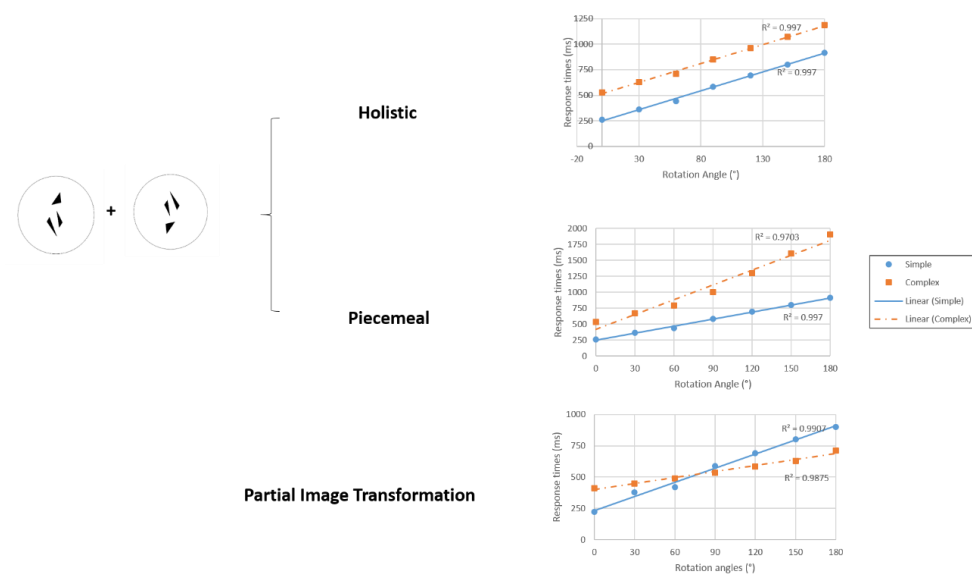 Holistic
+
Piecemeal
Partial Image Transformation
Response times (ms)
1250
1000
750
500
250
0
-20
30
80
130
180
Rotation Angle (°)
R² = 0.997
R² = 0.997
Response times (ms)
2000
1750
1500
1250
1000
750
500
250
0
0
30
60
90
120
150
180
Rotation Angle (°)
R² = 0.9703
R² = 0.997
Simple
Complex
Linear (Simple)
Linear (Complex)
Response times (ms)
1000
750
500
250
0
0
30
60
90
120
150
180
Rotation angles (°)
R² = 0.9907
R² = 0.9875